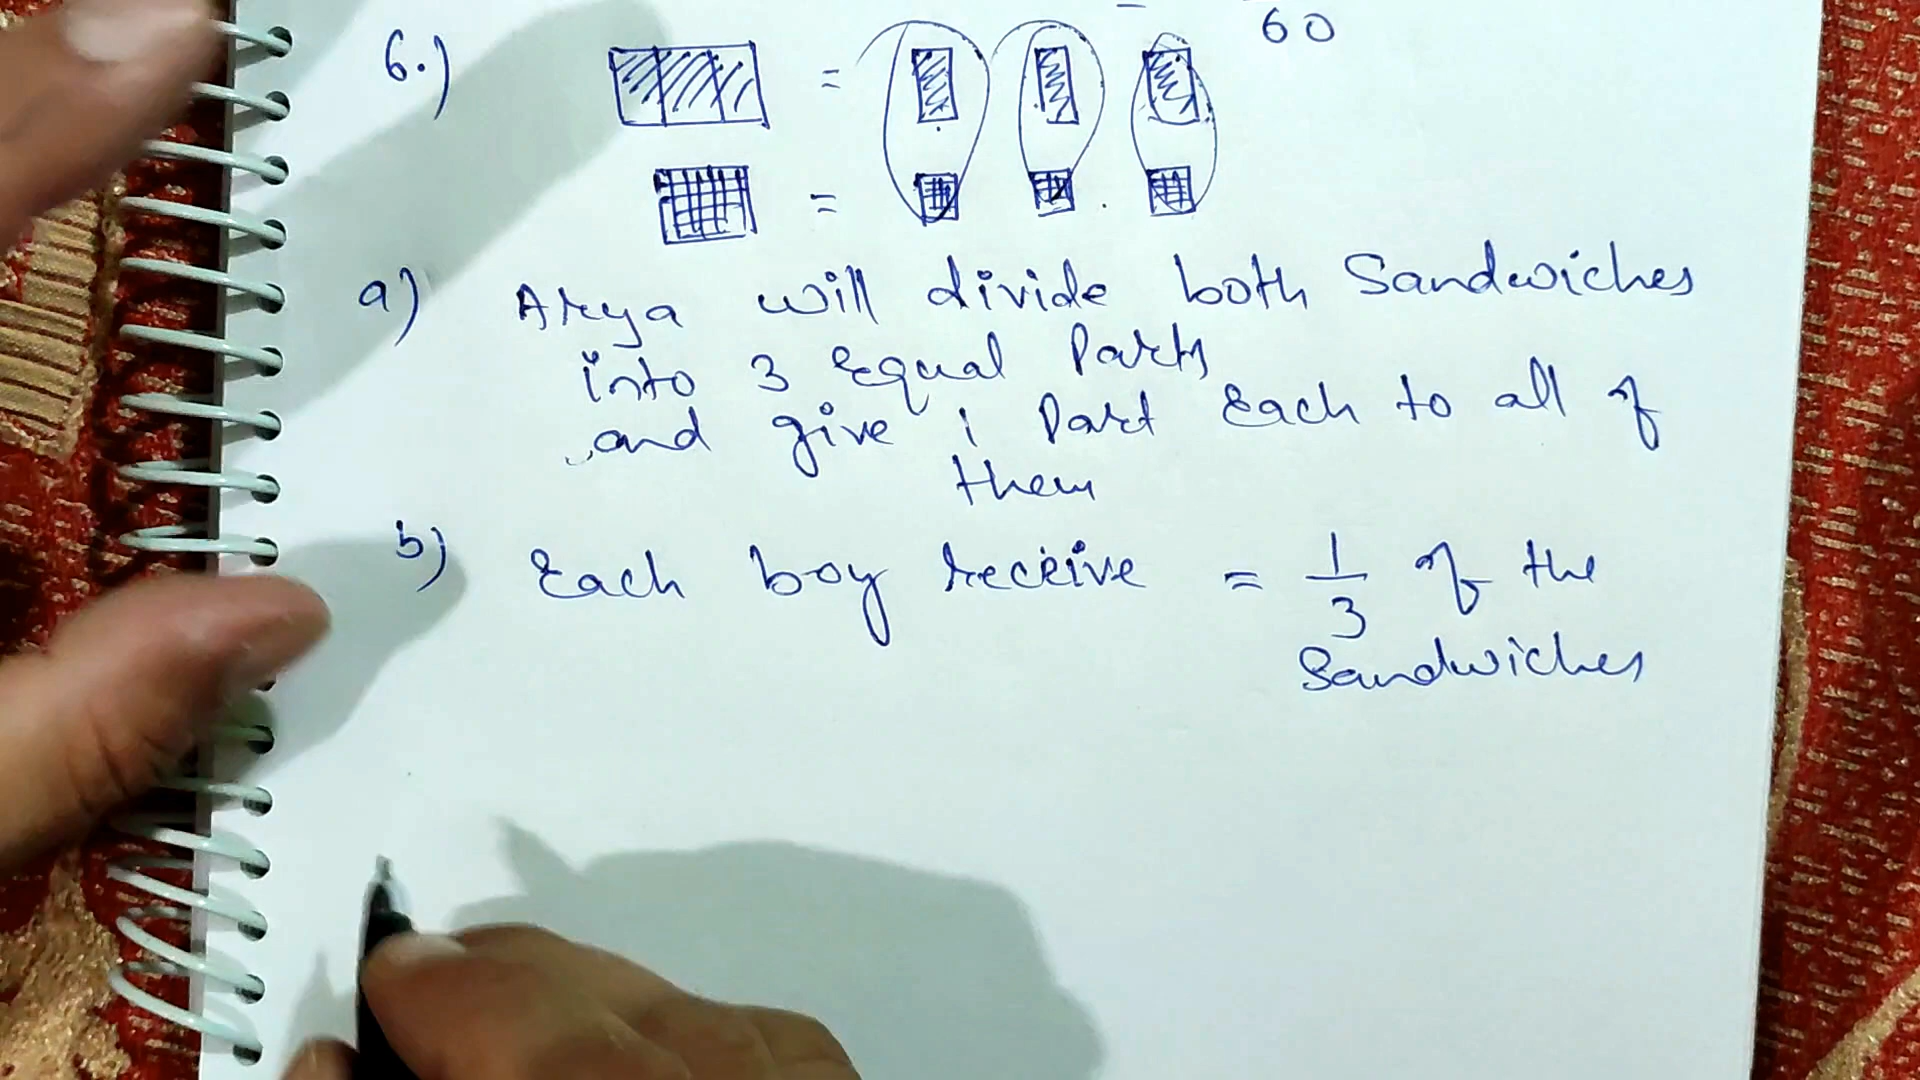 60
6.) = 
=
a) Arya will divide both Sandwiches
into 3 Equal Parts
and give 1 Part Each to all of
them
b) Each boy receive = 1/3 of the
Sandwiches